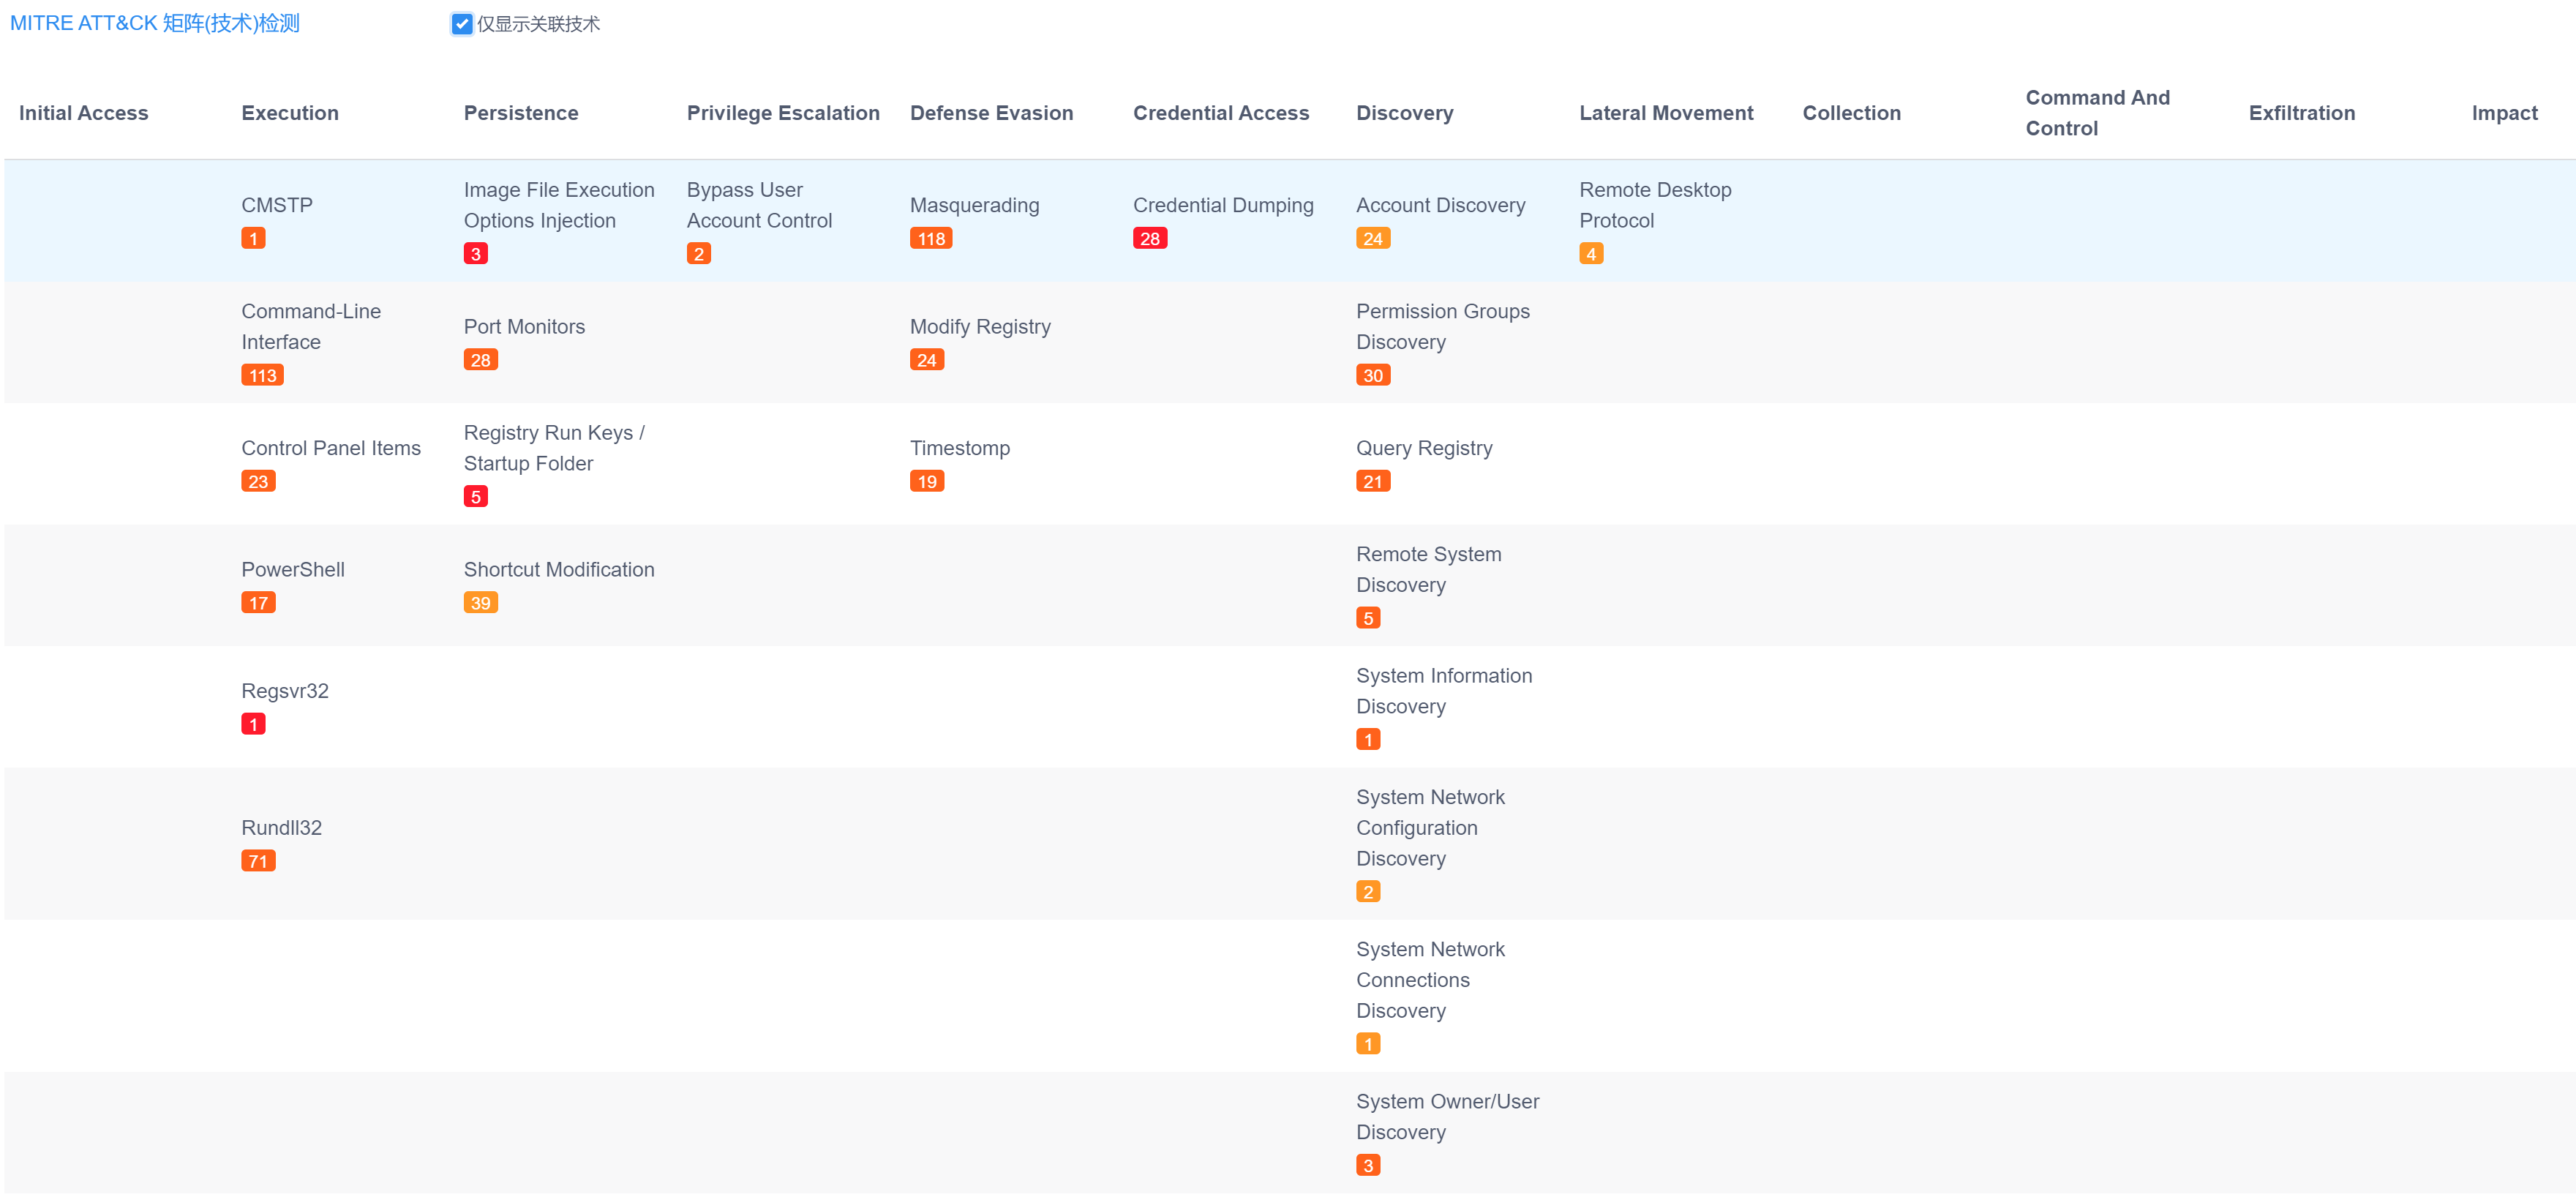 MITRE ATT&CK 矩阵(技术)检测
仅显示关联技术
Initial Access
Execution
Persistence
Privilege Escalation
Defense Evasion
Credential Access
Discovery
Lateral Movement
Collection
Command And
Control
Exfiltration
Impact
CMSTP
1
Image File Execution
Options Injection
3
Bypass User
Account Control
2
Masquerading
118
Credential Dumping
28
Account Discovery
24
Remote Desktop
Protocol
4
Command-Line
Interface
113
Port Monitors
28
Modify Registry
24
Permission Groups
Discovery
30
Control Panel Items
23
Registry Run Keys /
Startup Folder
5
Timestomp
19
Query Registry
21
PowerShell
17
Shortcut Modification
39
Remote System
Discovery
5
Regsvr32
1
System Information
Discovery
1
Rundll32
71
System Network
Configuration
Discovery
2
System Network
Connections
Discovery
1
System Owner/User
Discovery
3